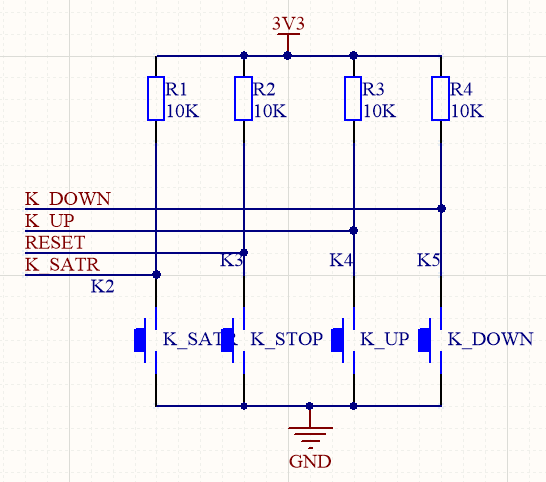 3V3
R1 R2 R3 R4
10K 10K 10K 10K
K_DOWN
K_UP
RESET
K_SATR K3 K4 K5
K2
K_SATR K_STOP K_UP K_DOWN
GND